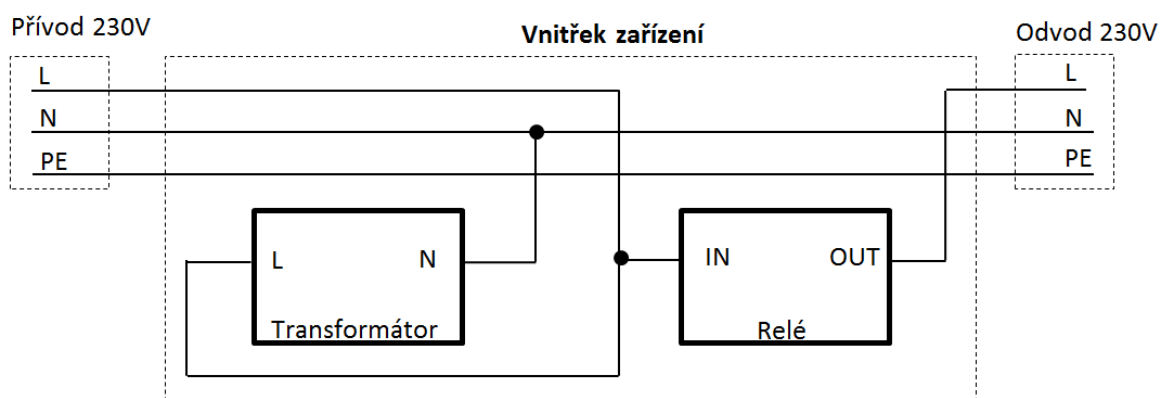 Přívod 230V
Vnitřek zařízení
Odvod 230V
L
L
N
N
PE
PE
L
N
IN
OUT
Transformátor
Relé